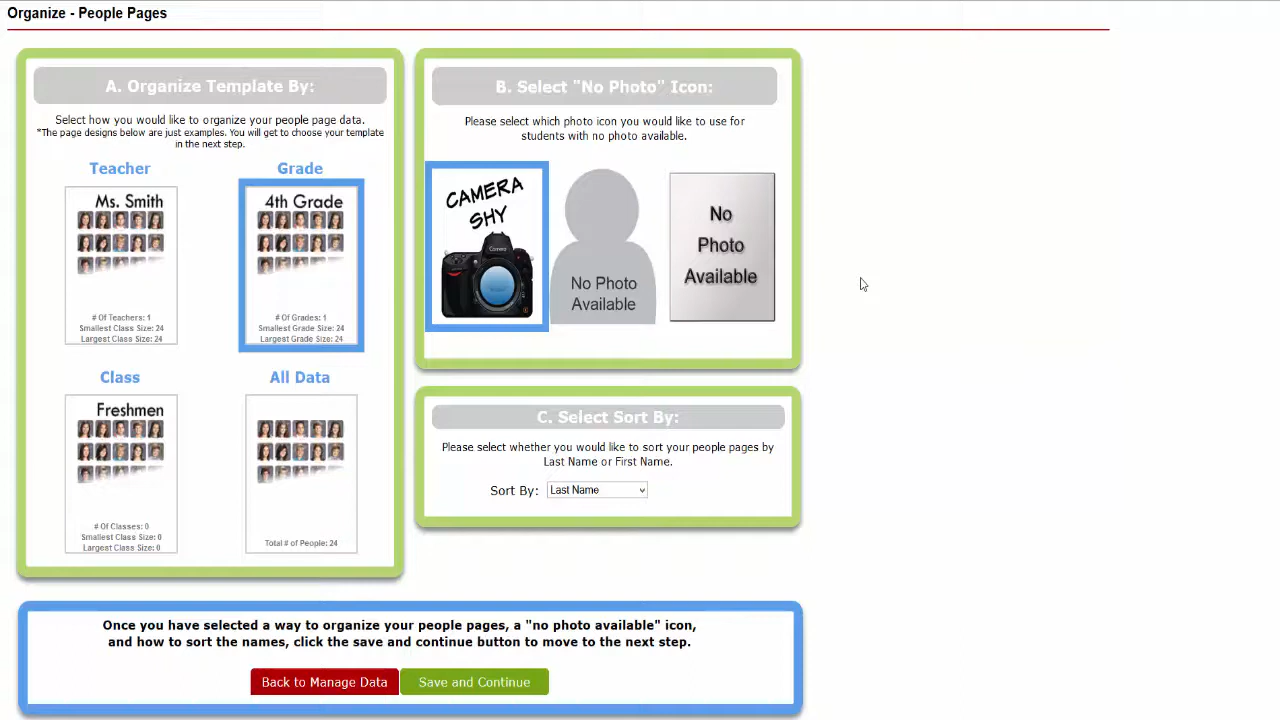 Organize - People Pages
A. Organize Template By:
Select how you would like to organize your people page data.
*The page designs below are just examples. You will get to choose your template
in the next step.
Teacher
Grade
Ms. Smith
4th Grade
# Of Teachers: 1
Smallest Class Size: 24
Largest Class Size: 24
# Of Grades: 1
Smallest Grade Size: 24
Largest Grade Size: 24
Class
All Data
Freshmen
# Of Classes: 0
Smallest Class Size: 0
Largest Class Size: 0
Total # of People: 24
B. Select "No Photo" Icon:
Please select which photo icon you would like to use for
students with no photo available.
CAMERA
SHY
Camera
No Photo
Available
No
Photo
Available
C. Select Sort By:
Please select whether you would like to sort your people pages by
Last Name or First Name.
Sort By:
Last Name
Once you have selected a way to organize your people pages, a "no photo available" icon,
and how to sort the names, click the save and continue button to move to the next step.
Back to Manage Data
Save and Continue